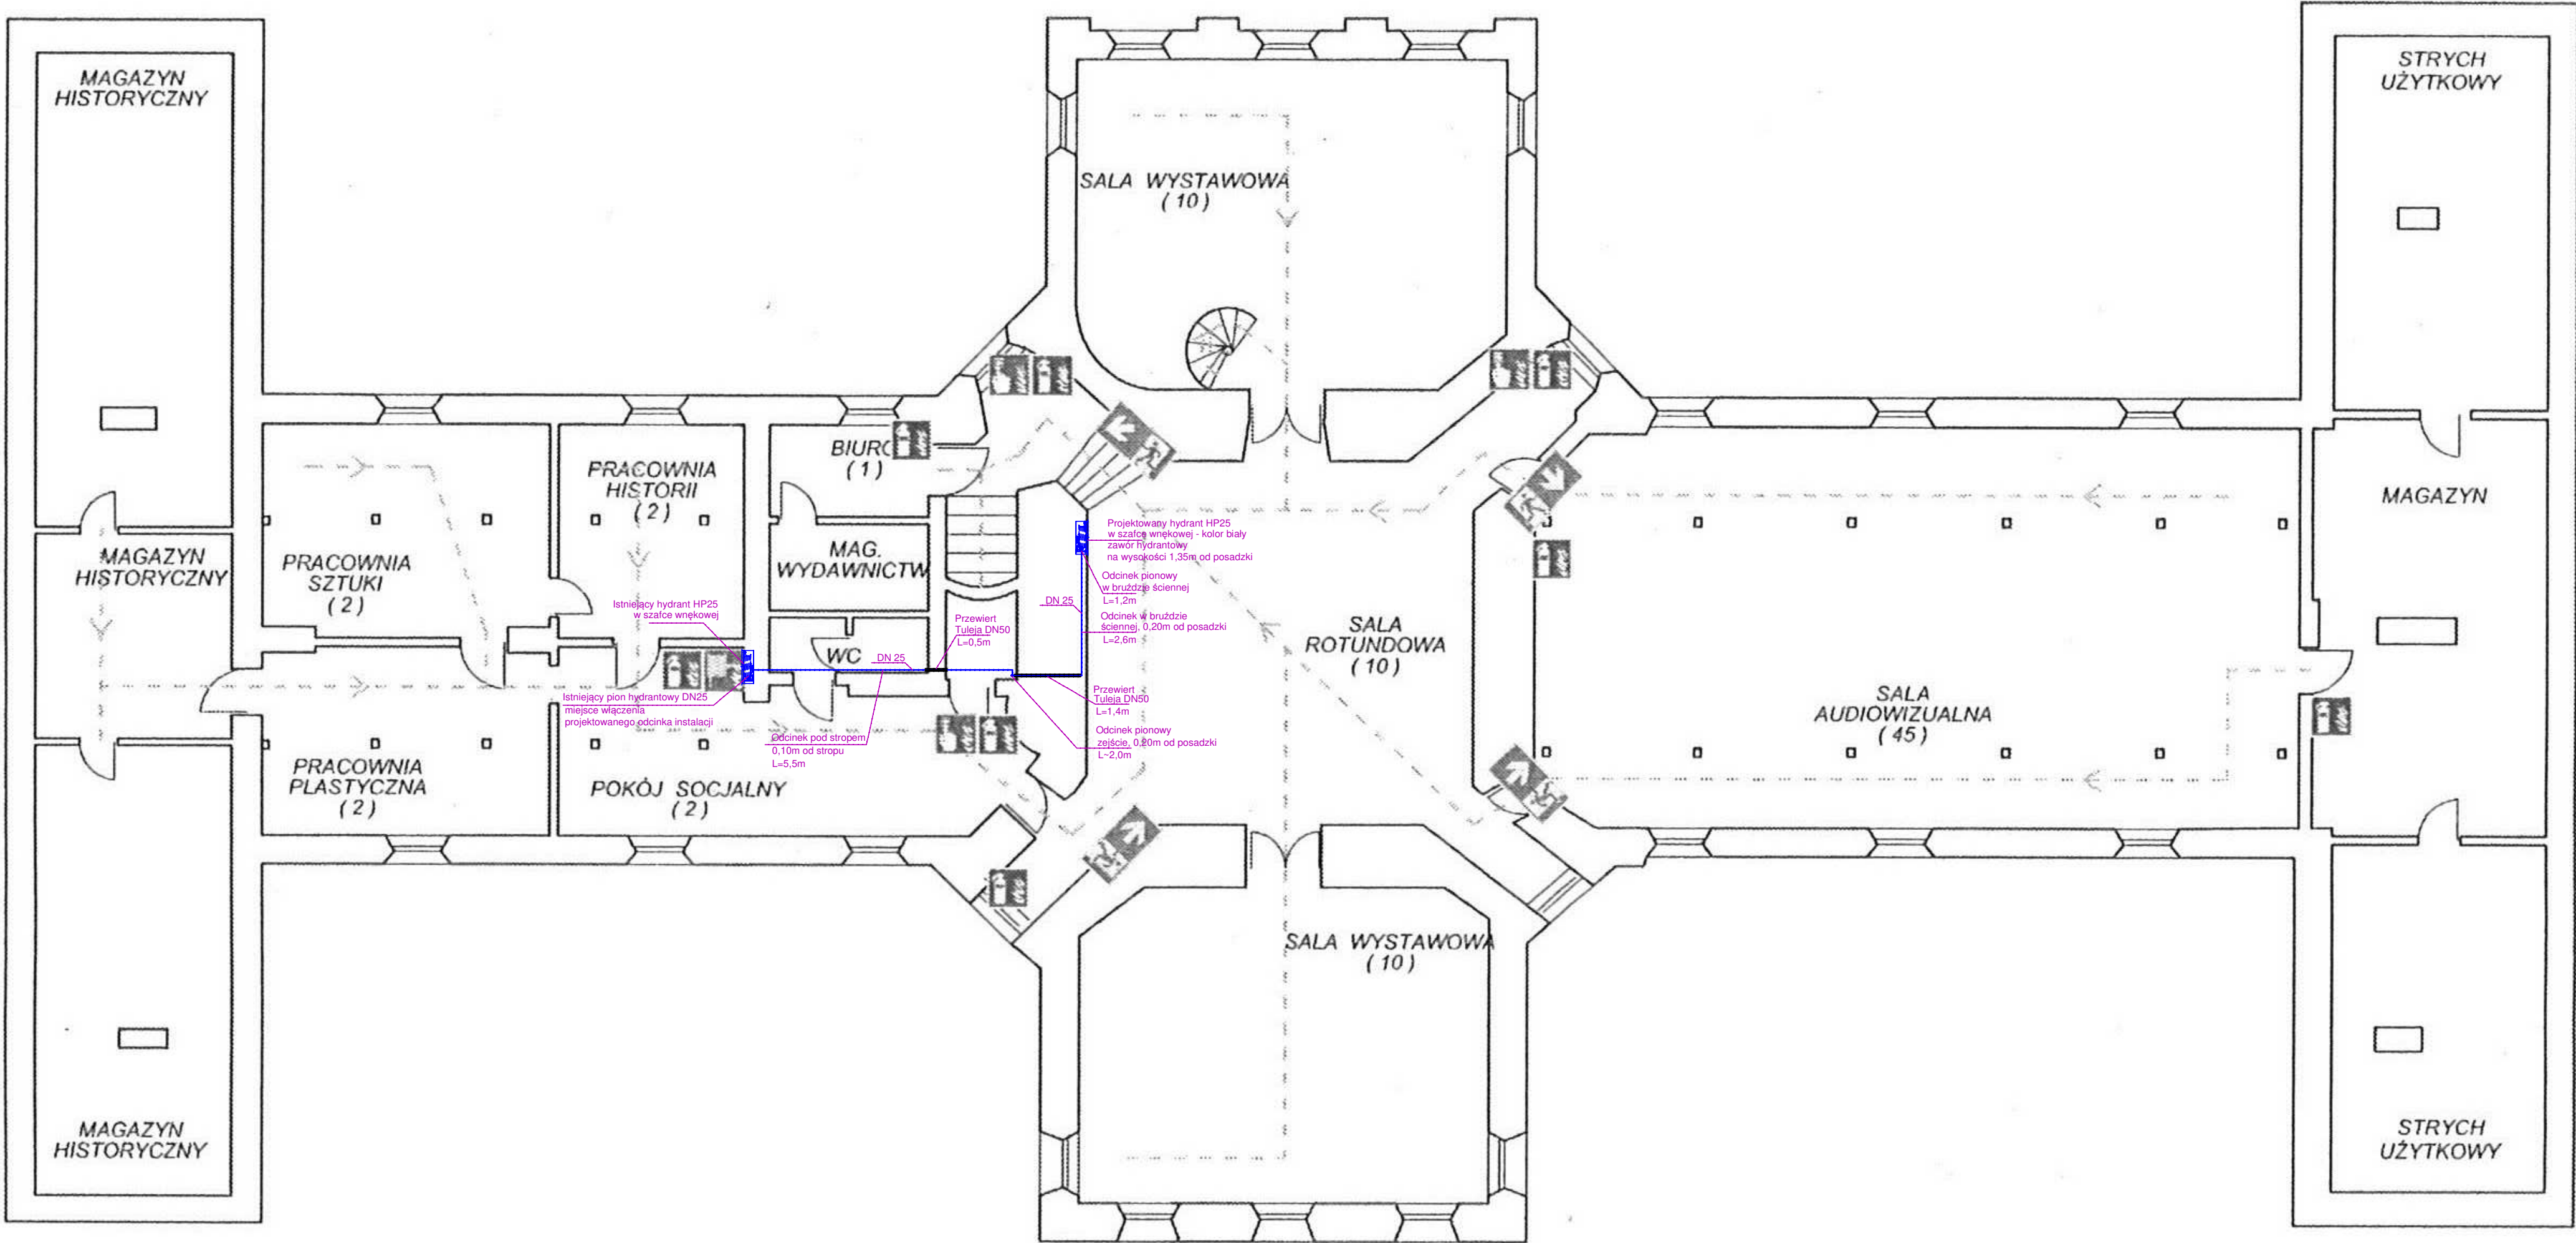 MAGAZYN
HISTORYCZNY
STRYCH
UŻYTKOWY
SALA WYSTAWOWA
( 10 )
BIURO
( 1 )
PRACOWNIA
HISTORII
( 2 )
MAGAZYN
MAGAZYN
HISTORYCZNY
PRACOWNIA
SZTUKI
( 2 )
MAG.
WYDAWNICTW
Projektowany hydrant HP25
w szafce wnękowej - kolor biały
zawór hydrantowy
na wysokości 1,35m od posadzki
Odcinek pionowy
w bruździe ściennej
L=1,2m
DN 25
Odcinek w bruździe
ściennej, 0,20m od posadzki
L=2,6m
Istniejący hydrant HP25
w szafce wnękowej
Przewiert
Tuleja DN50
L=0,5m
WC
DN 25
SALA
ROTUNDOWA
( 10 )
Istniejący pion hydrantowy DN25
miejsce włączenia
projektowanego odcinka instalacji
Przewiert
Tuleja DN50
L=1,4m
SALA
AUDIOWIZUALNA
( 45 )
Odcinek pod stropem
0,10m od stropu
L=5,5m
Odcinek pionowy
zejście, 0,20m od posadzki
L~2,0m
PRACOWNIA
PLASTYCZNA
( 2 )
POKÓJ SOCJALNY
( 2 )
SALA WYSTAWOWA
( 10 )
MAGAZYN
HISTORYCZNY
STRYCH
UŻYTKOWY